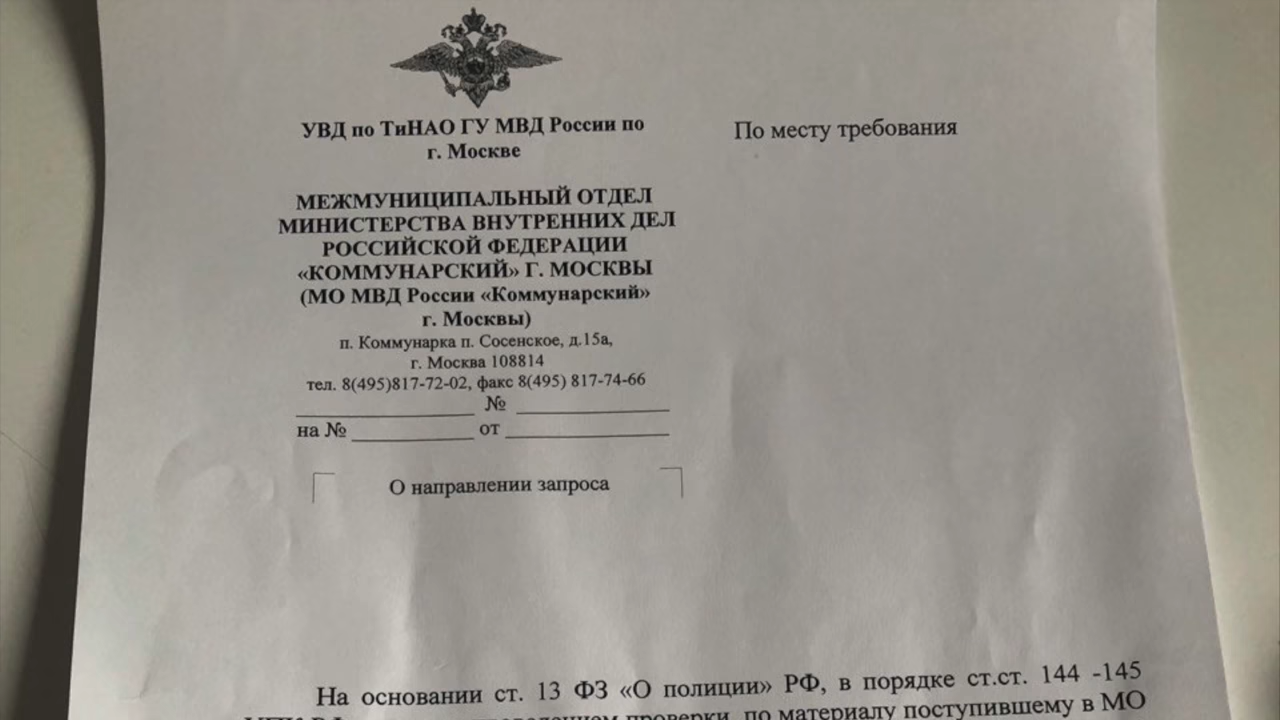 УВД по ТиНАО ГУ МВД России по
г. Москве
По месту требования
МЕЖМУНИЦИПАЛЬНЫЙ ОТДЕЛ
МИНИСТЕРСТВА ВНУТРЕННИХ ДЕЛ
РОССИЙСКОЙ ФЕДЕРАЦИИ
«КОММУНАРСКИЙ» Г. МОСКВЫ
(МО МВД России «Коммунарский»
г. Москвы)
п. Коммунарка п. Сосенское, д.15а,
г. Москва 108814
тел. 8(495)817-72-02, факс 8(495) 817-74-66
№
на № от
О направлении запроса
На основании ст. 13 ФЗ «О полиции» РФ, в порядке ст.ст. 144 -145
проверки, по материалу поступившему в МО